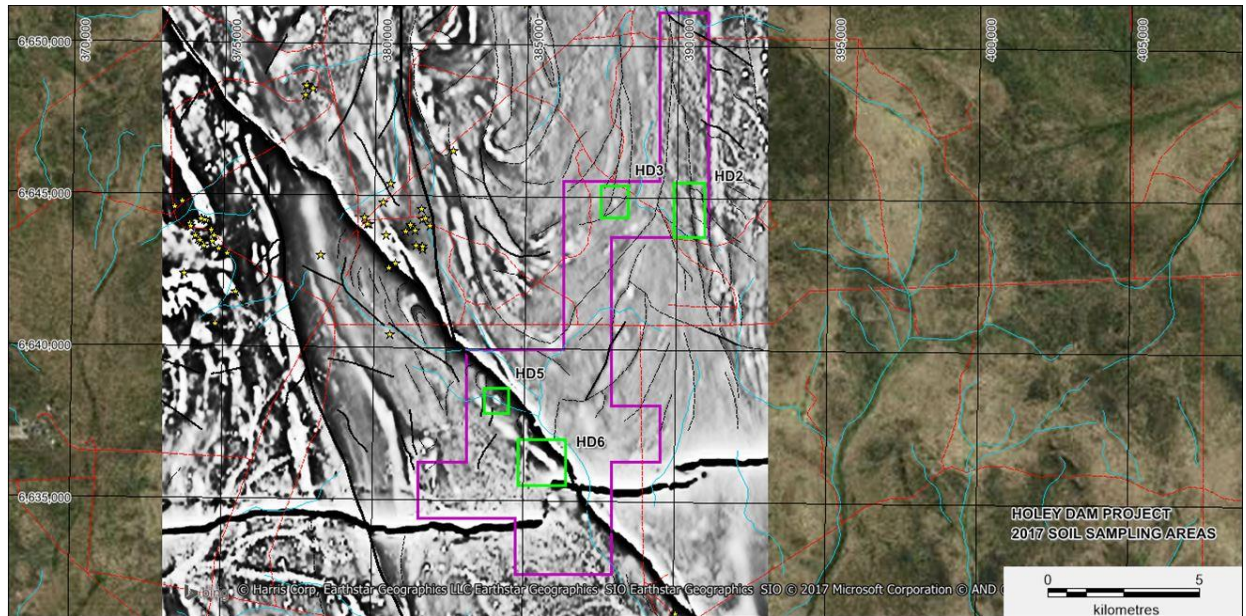 6,650,000
370,000
375,000
380,000
385,000
390,000
395,000
400,000
405,000
HD3
HD2
6,645,000
6,640,000
HD5
HD6
6,635,000
HOLEY DAM PROJECT
2017 SOIL SAMPLING AREAS
bing
© Harris Corp, Earthstar Geographics LLC Earthstar Geographics SIO Earthstar Geographics SIO © 2017 Microsoft Corporation © AND
0 5
kilometres